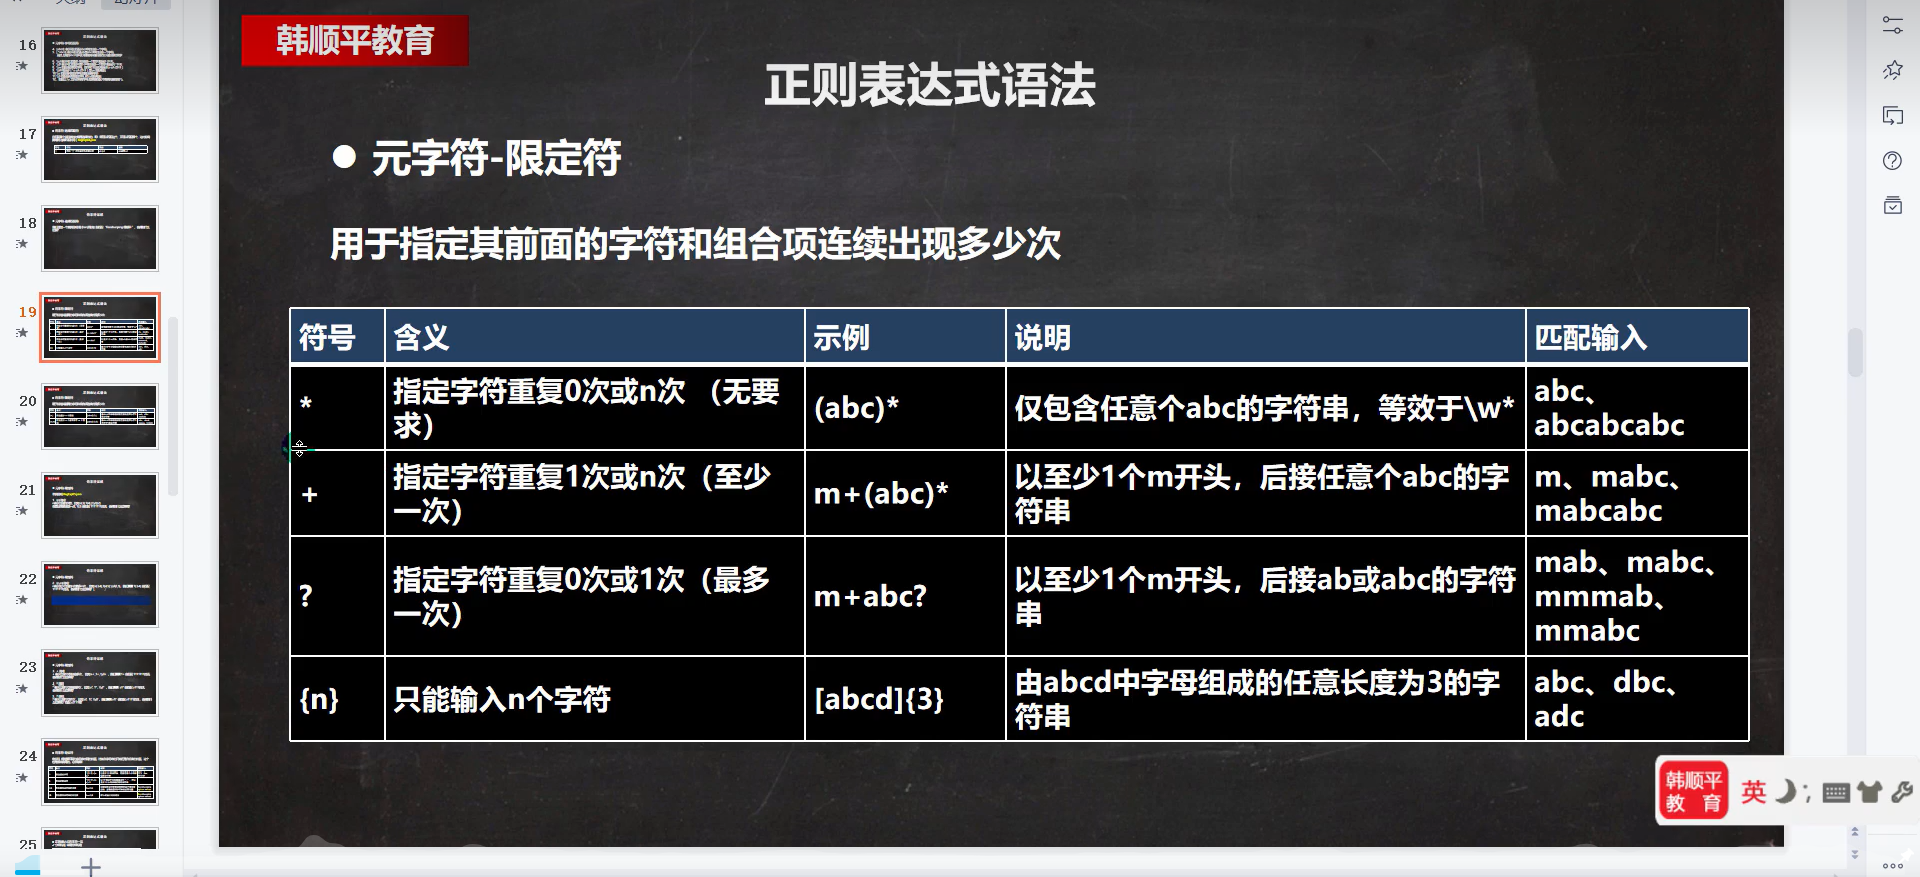 韩顺平教育
正则表达式语法
● 元字符-限定符
用于指定其前面的字符和组合项连续出现多少次
符号 含义 示例 说明 匹配输入
* 指定字符重复0次或n次 （无要求） (abc)* 仅包含任意个abc的字符串，等效于\w* abc、abcabcabc
+ 指定字符重复1次或n次（至少一次） m+(abc)* 以至少1个m开头，后接任意个abc的字符串 m、mabc、mabcabc
? 指定字符重复0次或1次（最多一次） m+abc? 以至少1个m开头，后接ab或abc的字符串 mab、mabc、mmmab、mmabc
{n} 只能输入n个字符 [abcd]{3} 由abcd中字母组成的任意长度为3的字符串 abc、dbc、adc
16
17
18
19
20
21
22
23
24
25
韩顺平
教 育
英